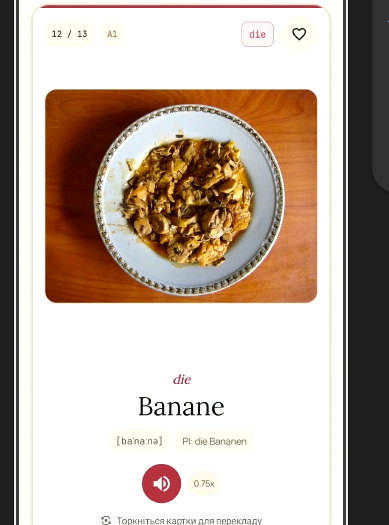 12 / 13 A1 die
die
Banane
[baˈnaːnə] Pl: die Bananen
0.75x
Торкніться картки для перекладу